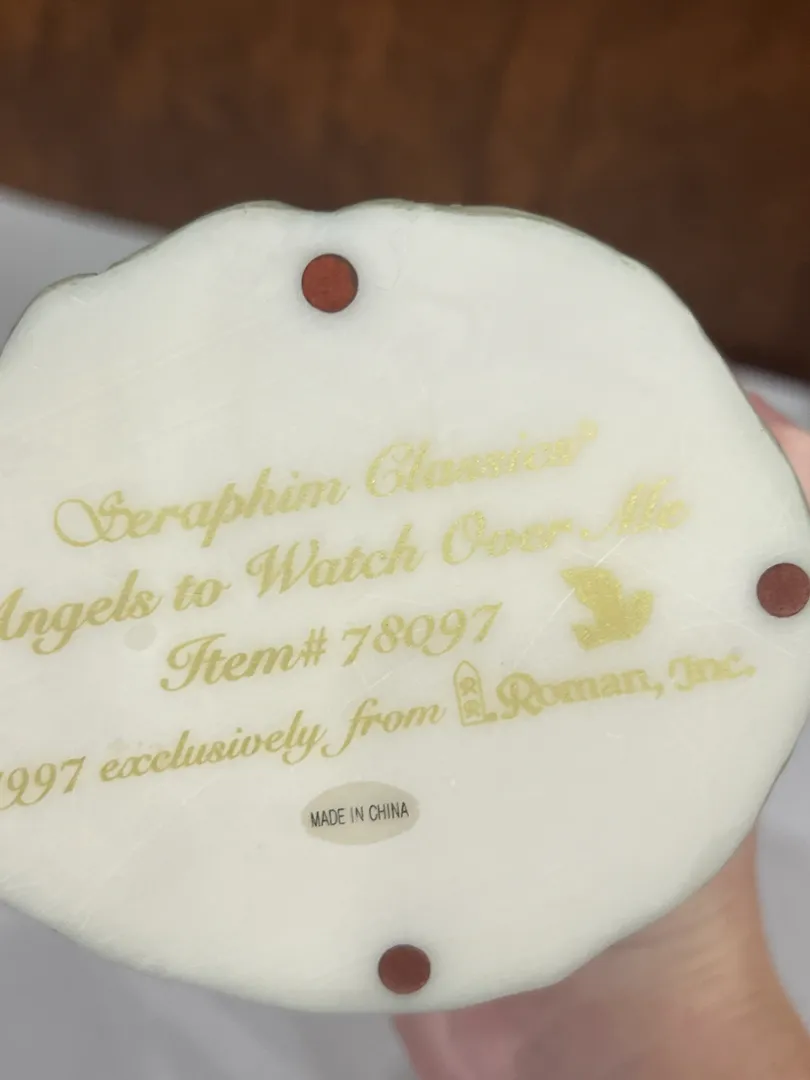 Seraphim Classics®
Angels to Watch Over Me
Item# 78097
1997 exclusively from Roman, Inc.
MADE IN CHINA